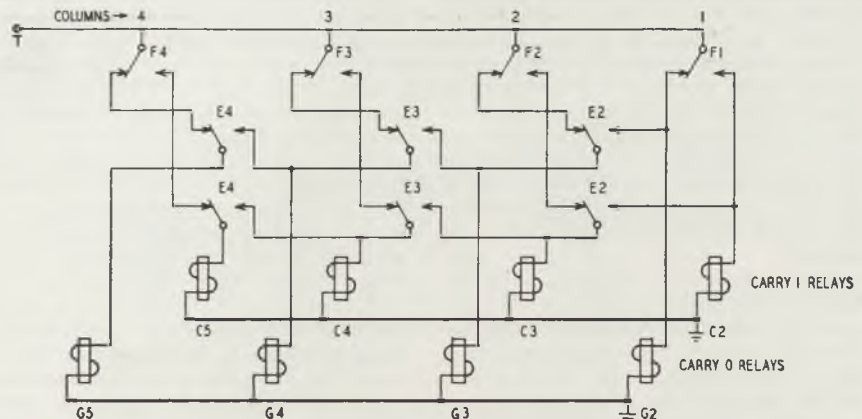 COLUMNS → 4 3 2 1
T
F4 F3 F2 F1
E4 E3 E2
E4 E3 E2
CARRY 1 RELAYS
C5 C4 C3 C2
CARRY 0 RELAYS
G5 G4 G3 G2